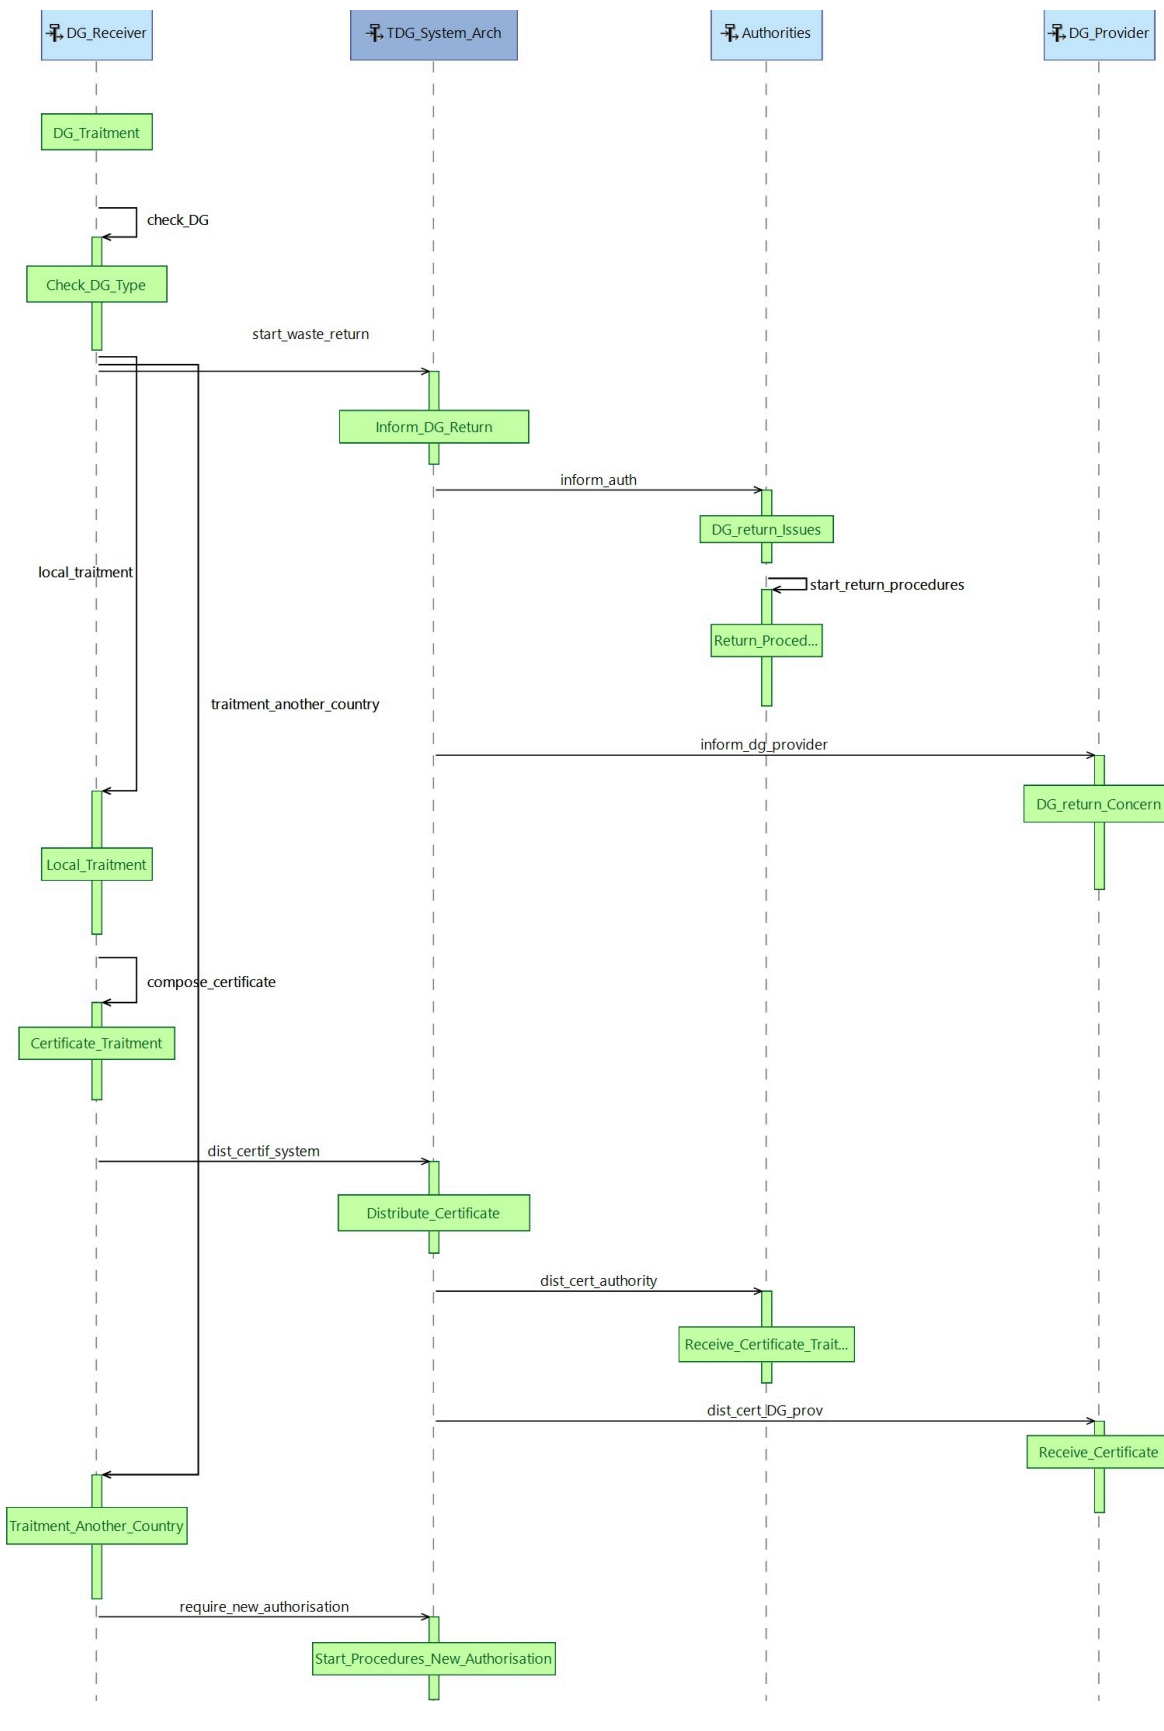 DG_Receiver
TDG_System_Arch
Authorities
DG_Provider
DG_Traitment
check_DG
Check_DG_Type
start_waste_return
Inform_DG_Return
inform_auth
DG_return_Issues
local_traitment
start_return_procedures
Return_Proced...
traitment_another_country
inform_dg_provider
DG_return_Concern
Local_Traitment
compose_certificate
Certificate_Traitment
dist_certif_system
Distribute_Certificate
dist_cert_authority
Receive_Certificate_Trait...
dist_cert_DG_prov
Receive_Certificate
Traitment_Another_Country
require_new_authorisation
Start_Procedures_New_Authorisation